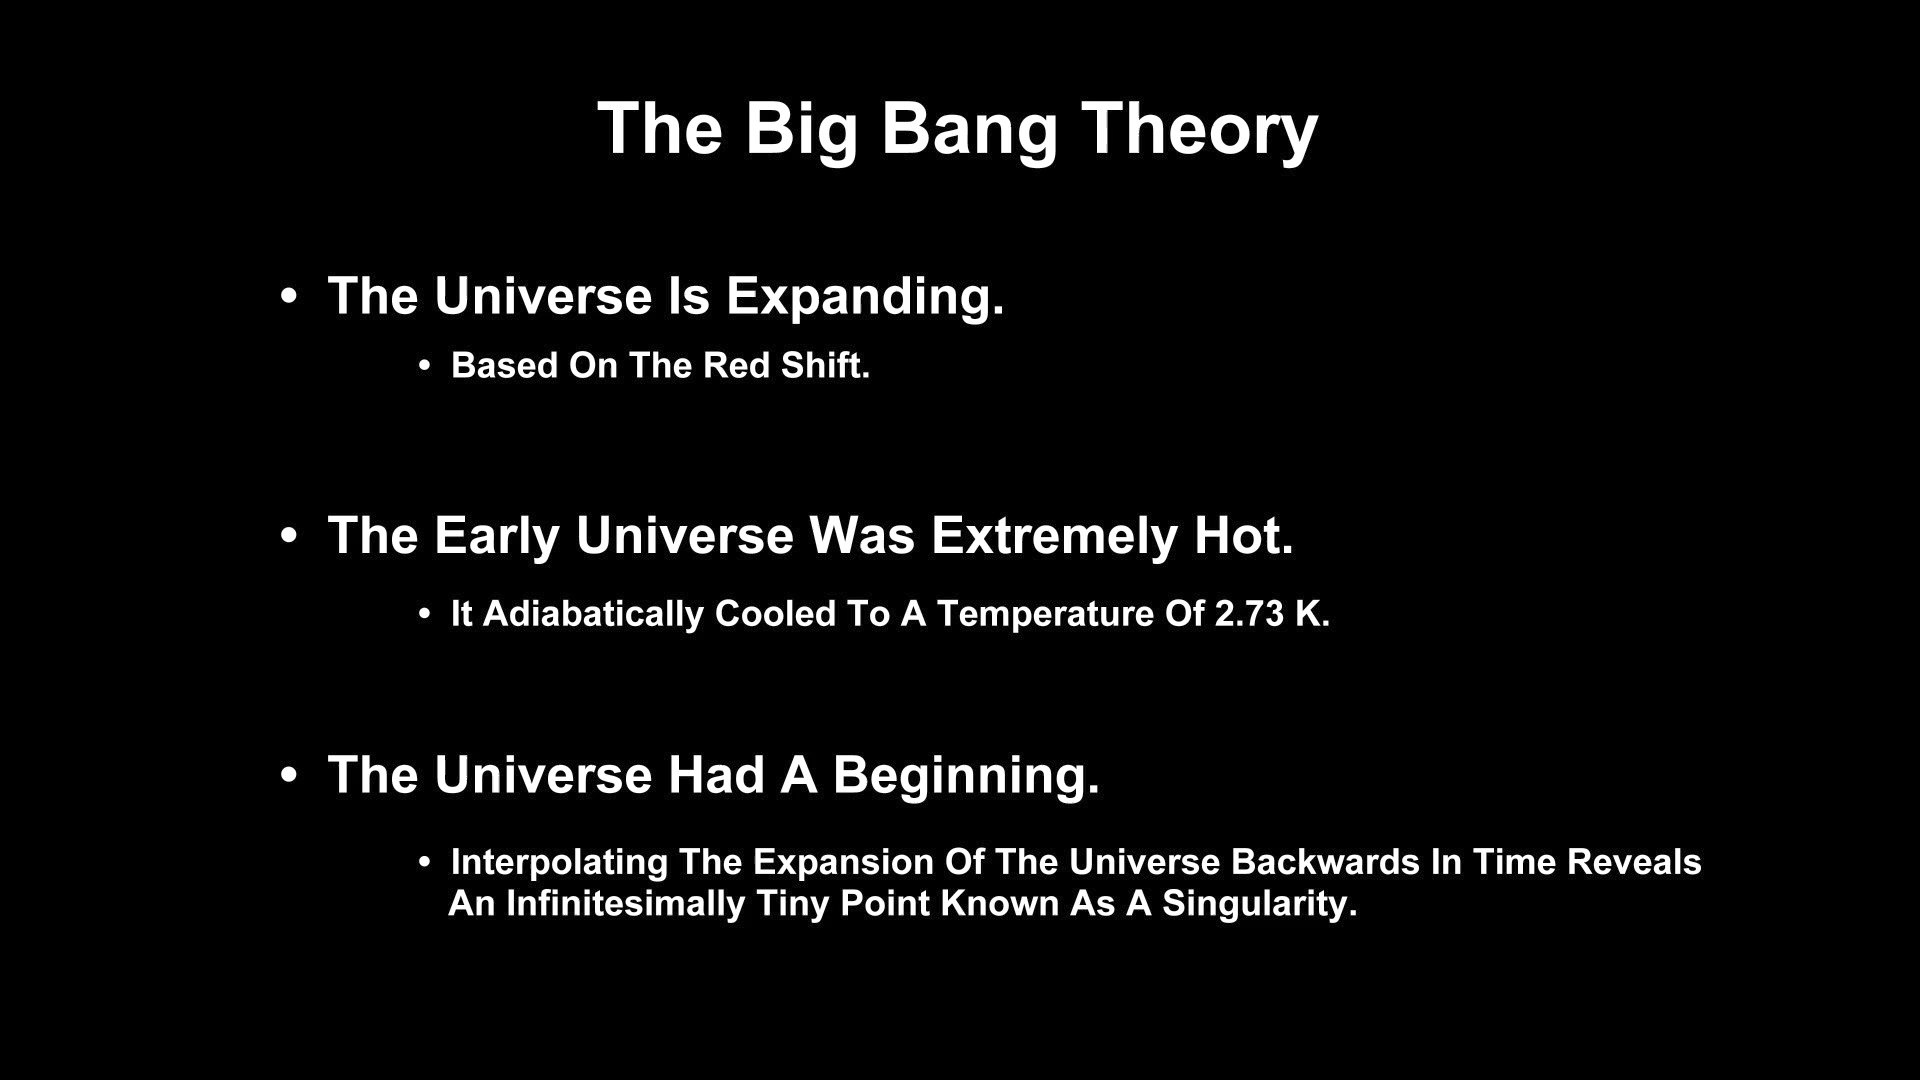 The Big Bang Theory
• The Universe Is Expanding.
• Based On The Red Shift.
• The Early Universe Was Extremely Hot.
• It Adiabatically Cooled To A Temperature Of 2.73 K.
• The Universe Had A Beginning.
• Interpolating The Expansion Of The Universe Backwards In Time Reveals
An Infinitesimally Tiny Point Known As A Singularity.